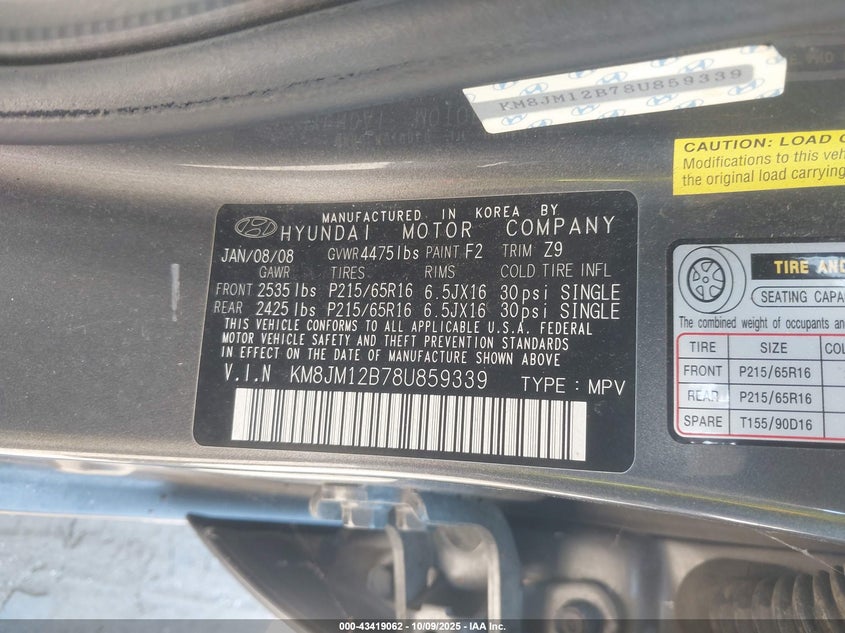 KM8JM12B78U859339
CAUTION: LOAD
Modifications to this
the original load carrying
MANUFACTURED IN KOREA BY
HYUNDAI MOTOR COMPANY
JAN/08/08 GVWR 4475lbs PAINT F2 TRIM Z9
GAWR TIRES RIMS COLD TIRE INFL
FRONT 2535lbs P215/65R16 6.5JX16 30psi SINGLE
REAR 2425lbs P215/65R16 6.5JX16 30psi SINGLE
THIS VEHICLE CONFORMS TO ALL APPLICABLE U.S.A. FEDERAL
MOTOR VEHICLE SAFETY AND THEFT PREVENTION STANDARDS
IN EFFECT ON THE DATE OF MANUFACTURE SHOWN ABOVE
V.I.N KM8JM12B78U859339 TYPE: MPV
TIRE
SEATING
The combined weight of occupants
TIRE SIZE
FRONT P215/65R16
REAR P215/65R16
SPARE T155/90D16
000-43419062 - 10/09/2025 - IAA Inc.